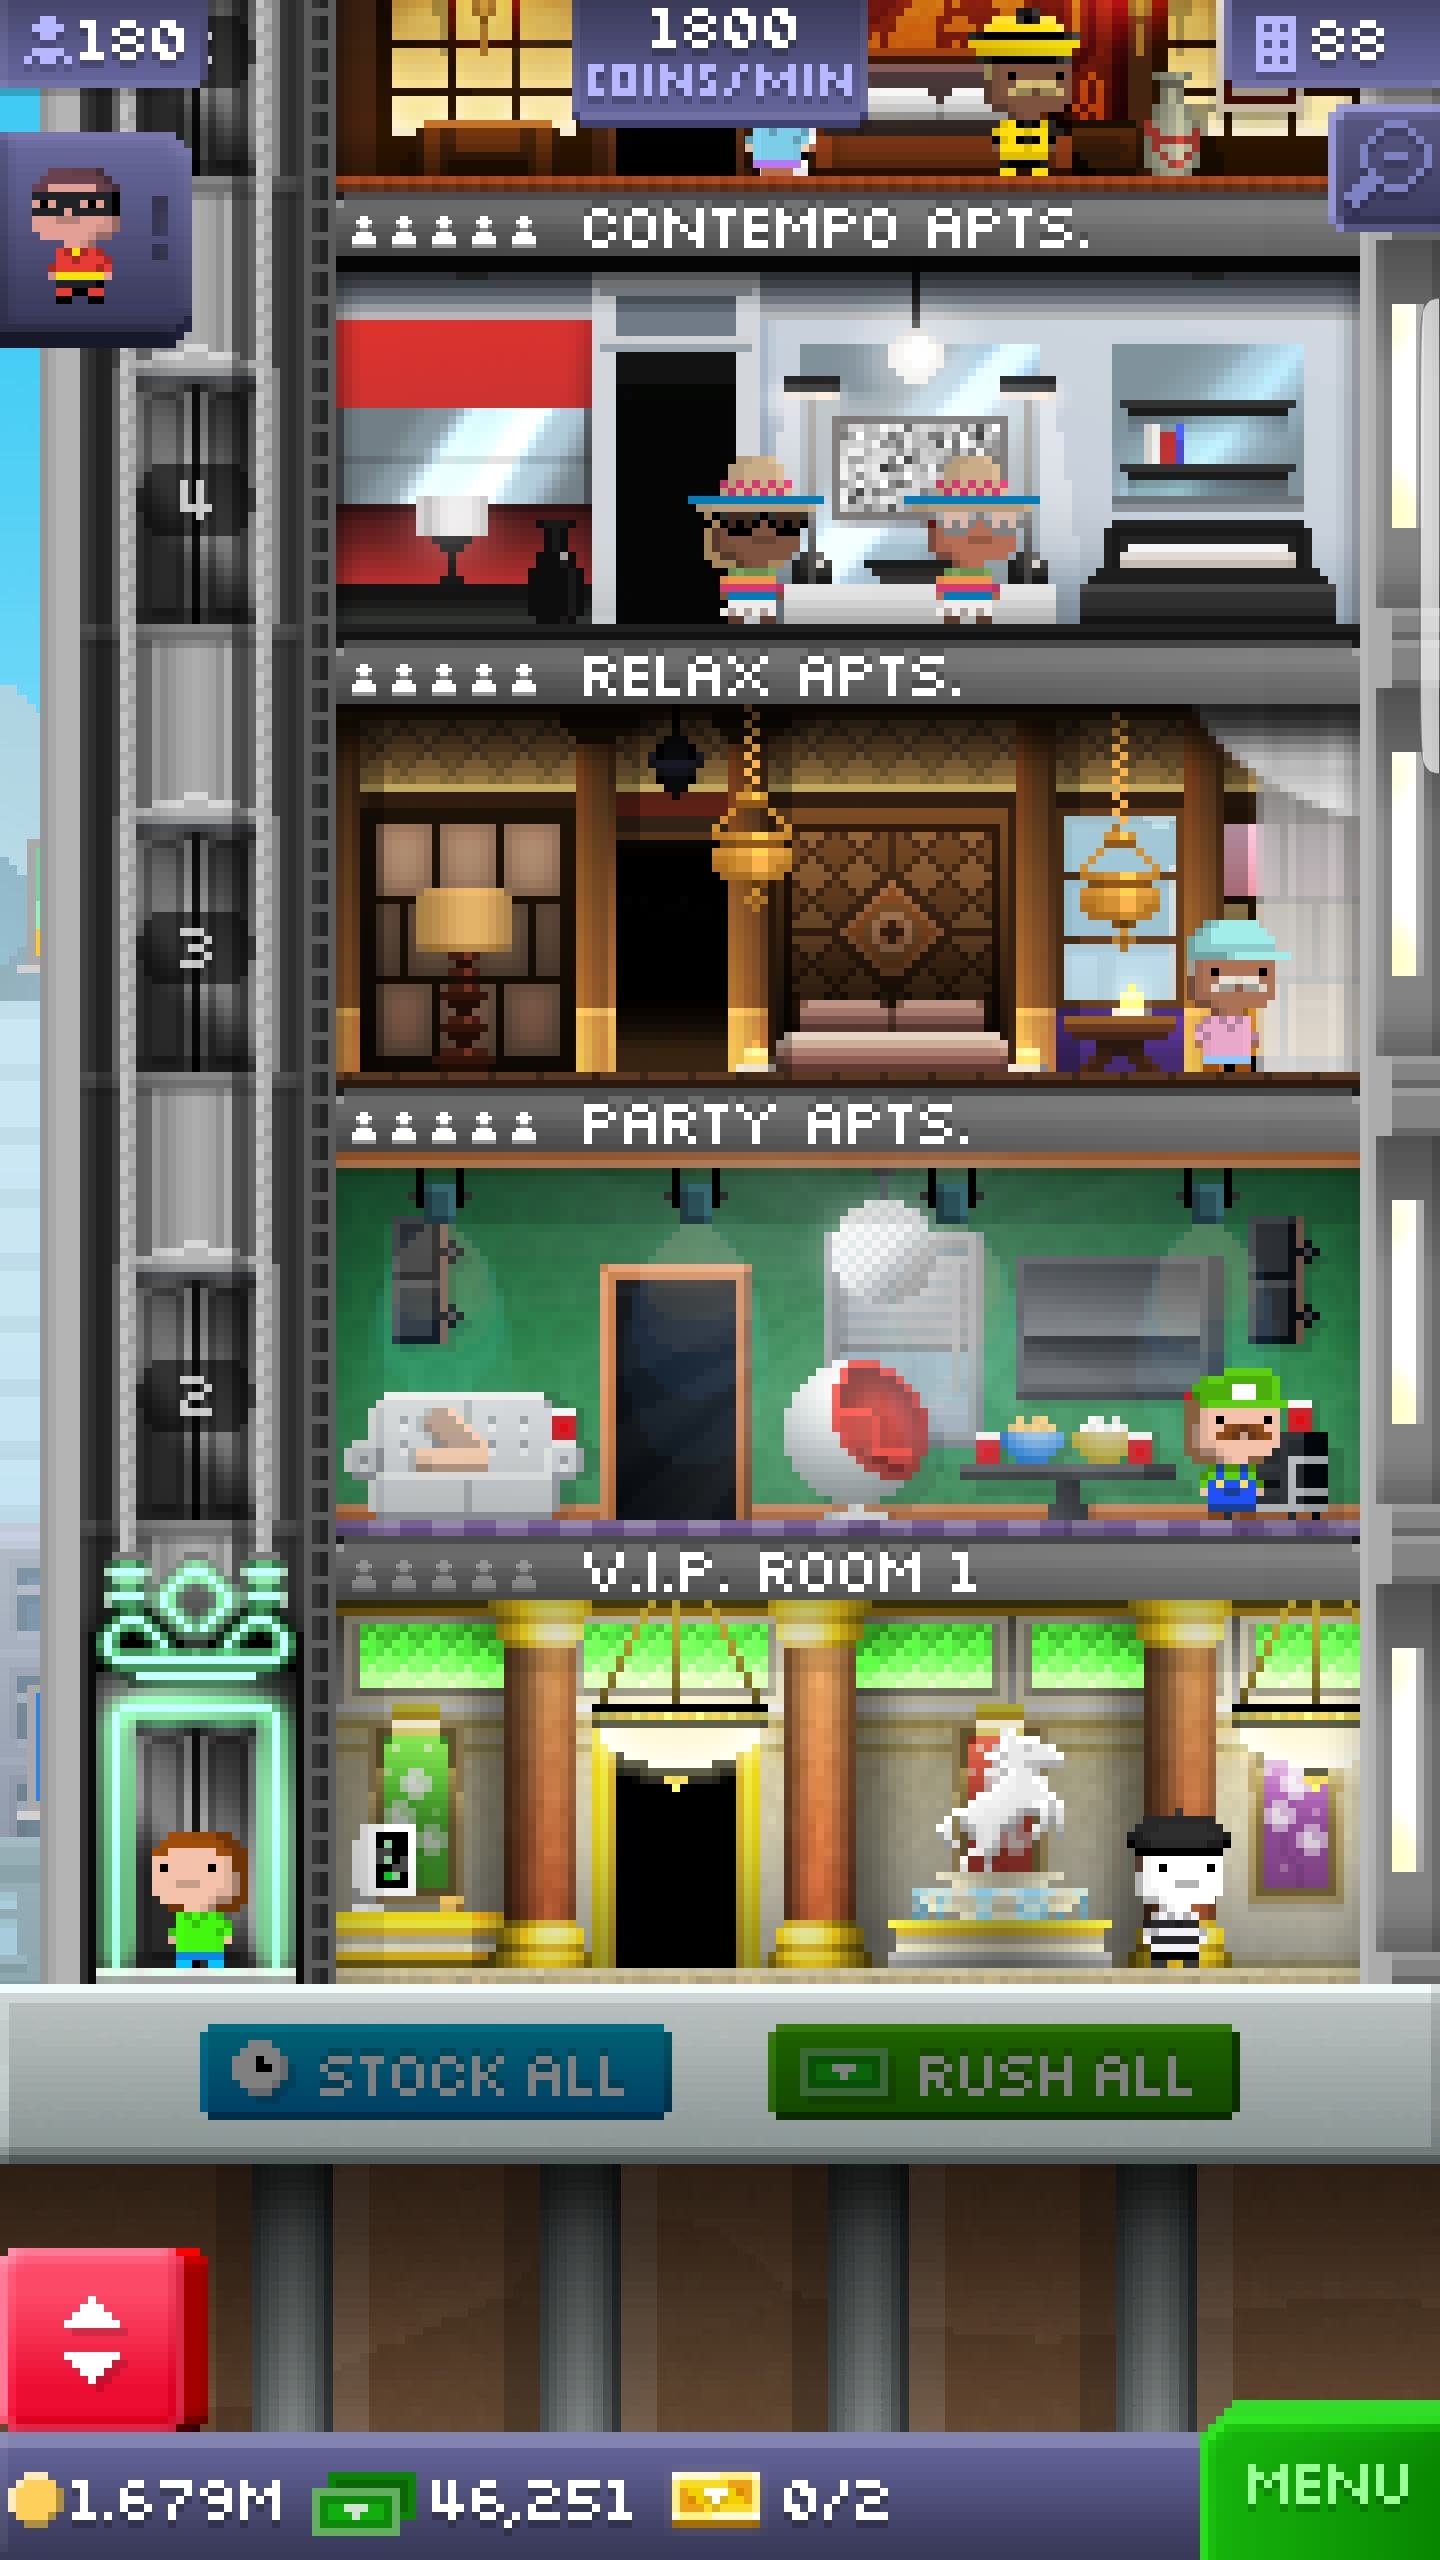 180
1800
COINS/MIN
88
!
CONTEMPO APTS.
4
RELAX APTS.
3
PARTY APTS.
2
V.I.P. ROOM 1
STOCK ALL
RUSH ALL
1.679M
46,251
0/2
MENU